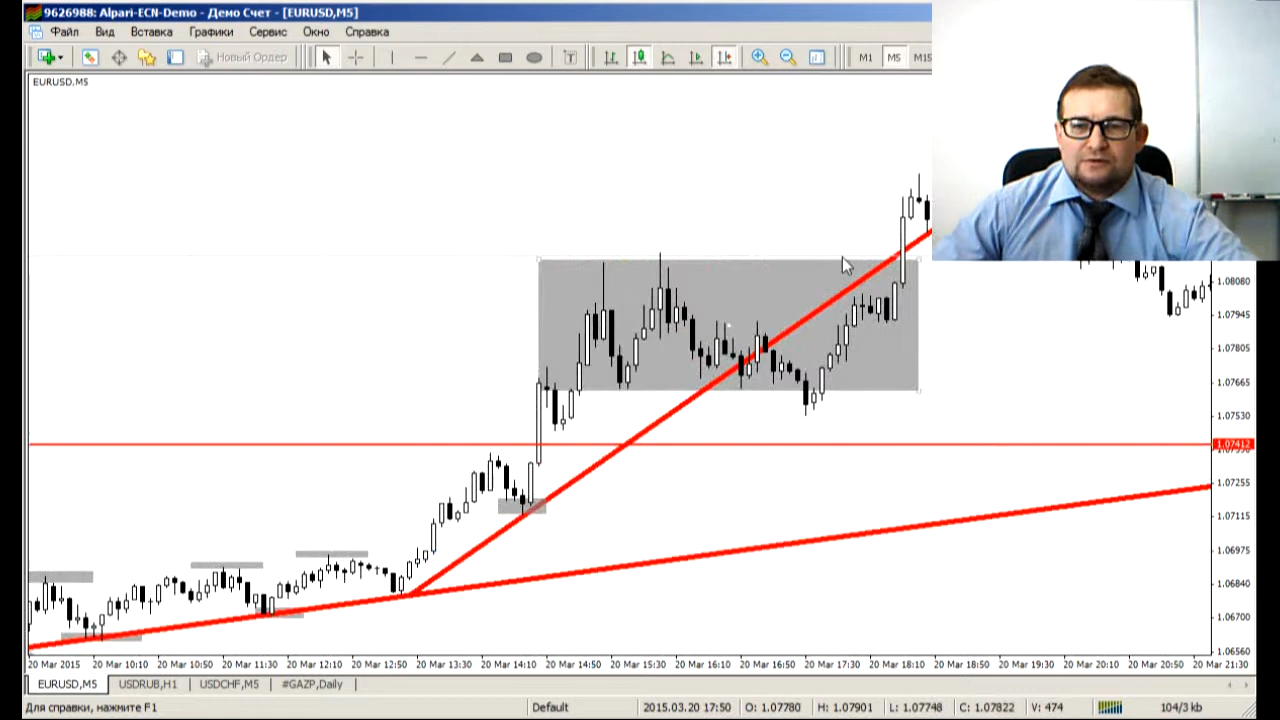 9626988: Alpari-ECN-Demo - Демо Счет - [EURUSD,M5]
Файл Вид Вставка Графики Сервис Окно Справка
Новый Ордер T M1 M5 M15
EURUSD,M5
1.08080
1.07945
1.07805
1.07665
1.07530
1.07412
1.07255
1.07115
1.06975
1.06840
1.06700
1.06560
20 Mar 2015 20 Mar 10:10 20 Mar 10:50 20 Mar 11:30 20 Mar 12:10 20 Mar 12:50 20 Mar 13:30 20 Mar 14:10 20 Mar 14:50 20 Mar 15:30 20 Mar 16:10 20 Mar 16:50 20 Mar 17:30 20 Mar 18:10 20 Mar 18:50 20 Mar 19:30 20 Mar 20:10 20 Mar 20:50 20 Mar 21:30
EURUSD,M5 USDRUB,H1 USDCHF,M5 #GAZP,Daily
Для справки, нажмите F1 Default 2015.03.20 17:50 O: 1.07780 H: 1.07901 L: 1.07748 C: 1.07822 V: 474 104/3 kb